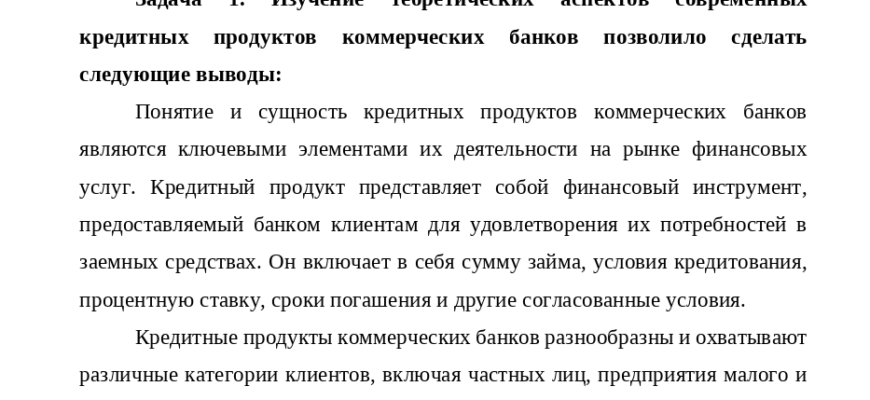 Задача 1. Изучение теоретических аспектов современных
кредитных продуктов коммерческих банков позволило сделать
следующие выводы:
Понятие и сущность кредитных продуктов коммерческих банков
являются ключевыми элементами их деятельности на рынке финансовых
услуг. Кредитный продукт представляет собой финансовый инструмент,
предоставляемый банком клиентам для удовлетворения их потребностей в
заемных средствах. Он включает в себя сумму займа, условия кредитования,
процентную ставку, сроки погашения и другие согласованные условия.
Кредитные продукты коммерческих банков разнообразны и охватывают
различные категории клиентов, включая частных лиц, предприятия малого и